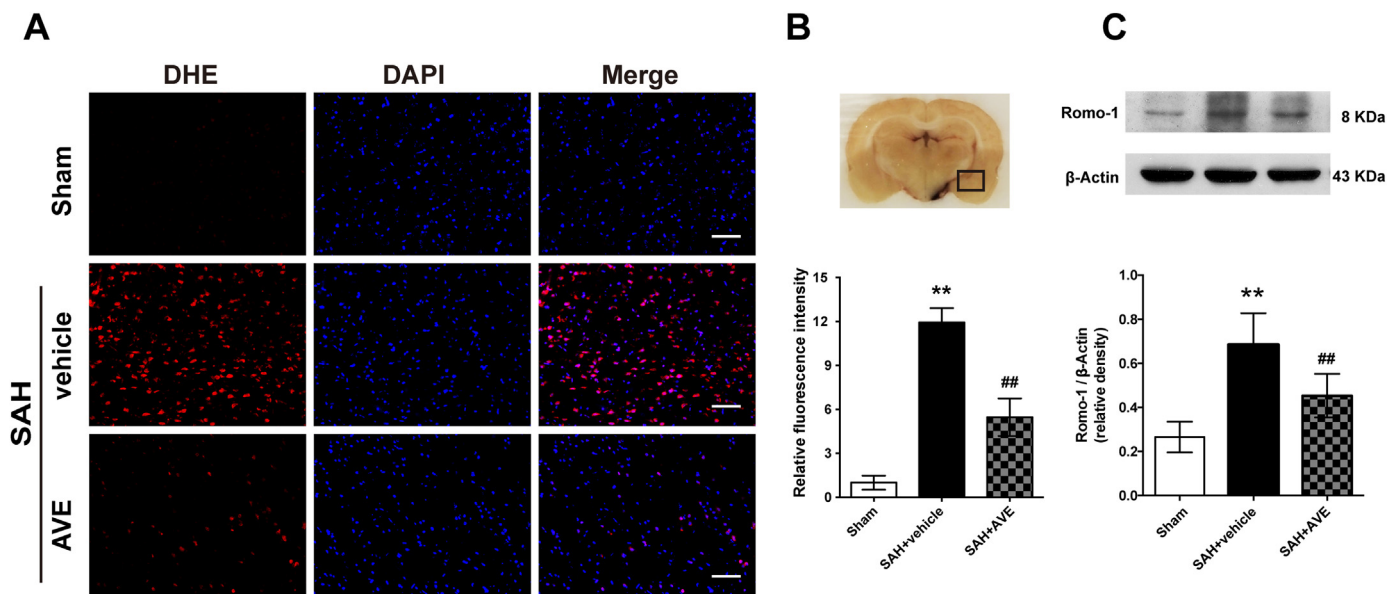 A
DHE
DAPI
Merge
Sham
SAH
vehicle
AVE
B
Relative fluorescence intensity
15
12
9
6
3
0
**
##
Sham
SAH+vehicle
SAH+AVE
C
Romo-1
8 KDa
β-Actin
43 KDa
Romo-1 / β-Actin
(relative density)
1.0
0.8
0.6
0.4
0.2
0.0
**
##
Sham
SAH+vehicle
SAH+AVE